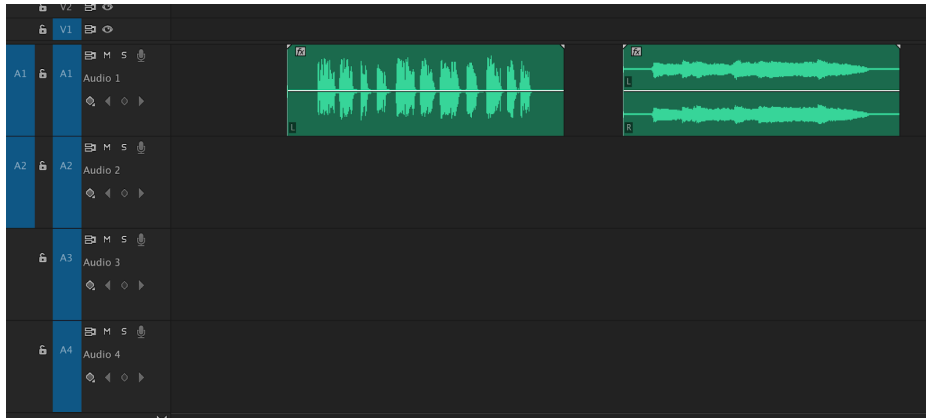 V2
V1
fx
fx
M S
A1 A1 Audio 1
L
L
R
M S
A2 A2 Audio 2
M S
A3 Audio 3
M S
A4 Audio 4